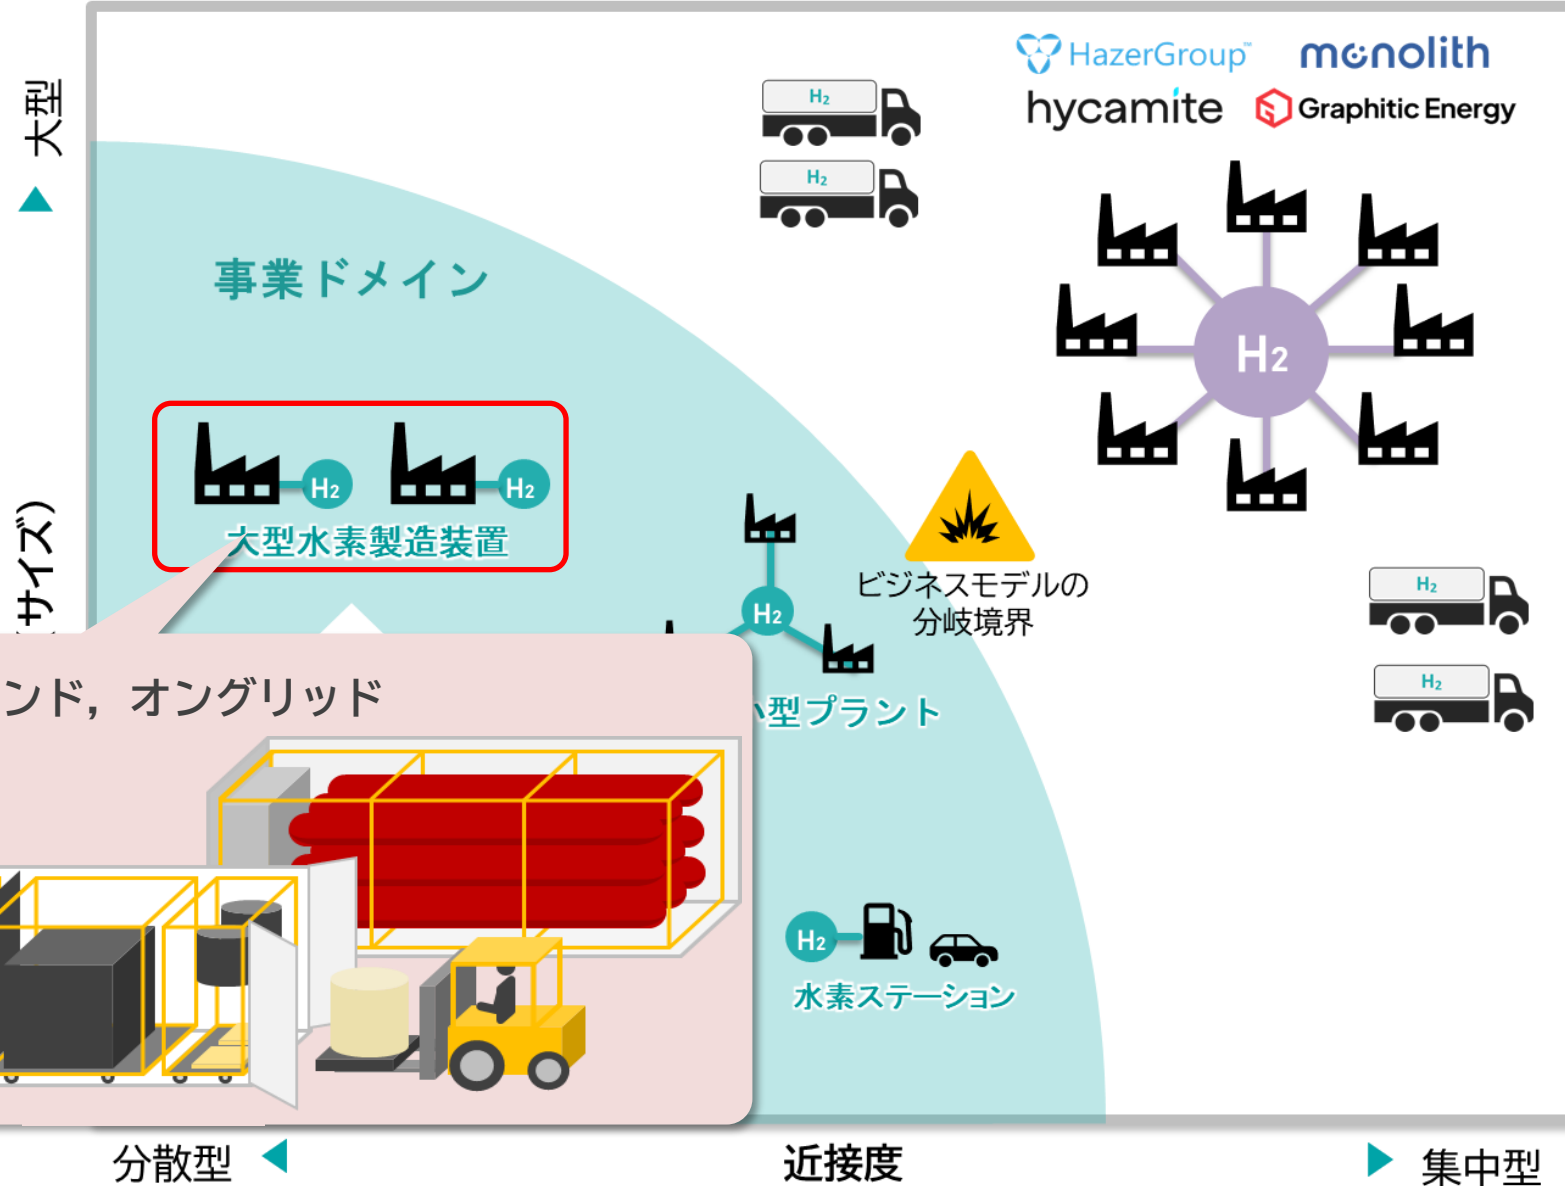 HazerGroup™ monolith
hycamite Graphitic Energy
大型
H2
H2
事業ドメイン
H2
H2
H2
大型水素製造装置
(サイズ)
ビジネスモデルの
分岐境界
H2
H2
H2
ンド，オングリッド
型プラント
H2
水素ステーション
分散型
近接度
集中型